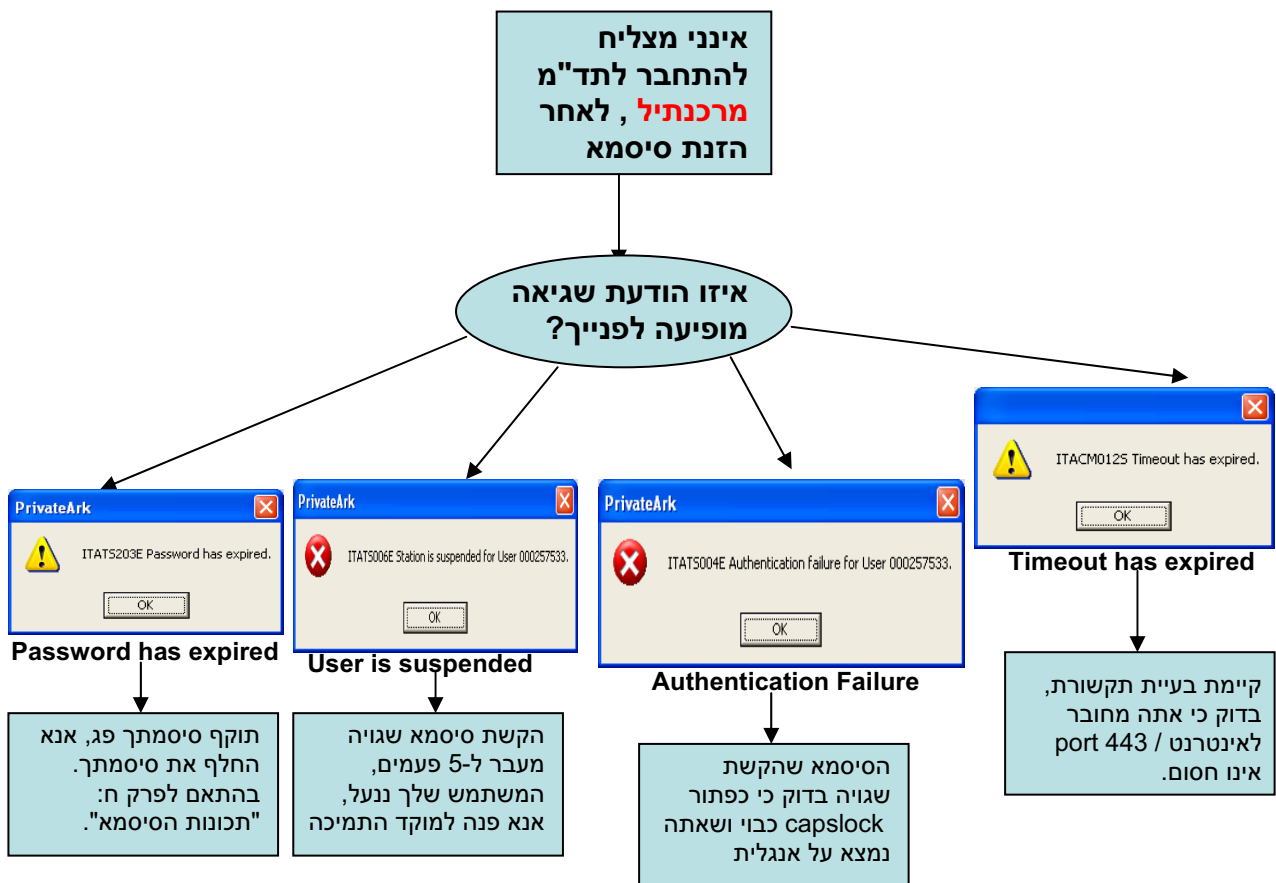 אינני מצליח
להתחבר לתד"מ
מרכנתיל , לאחר
הזנת סיסמא
איזו הודעת שגיאה
מופיעה לפנייך?
ITACM012S Timeout has expired.
OK
Timeout has expired
קיימת בעיית תקשורת,
בדוק כי אתה מחובר
לאינטרנט / port 443
אינו חסום.
PrivateArk
ITATS004E Authentication failure for User 000257533.
OK
Authentication Failure
הסיסמא שהקשת
שגויה בדוק כי כפתור
capslock כבוי ושאתה
נמצא על אנגלית
PrivateArk
ITATS006E Station is suspended for User 000257533.
OK
User is suspended
הקשת סיסמא שגויה
מעבר ל-5 פעמים,
המשתמש שלך ננעל,
אנא פנה למוקד התמיכה
PrivateArk
ITATS203E Password has expired.
OK
Password has expired
תוקף סיסמתך פג, אנא
החלף את סיסמתך.
בהתאם לפרק ח:
"תכונות הסיסמא".